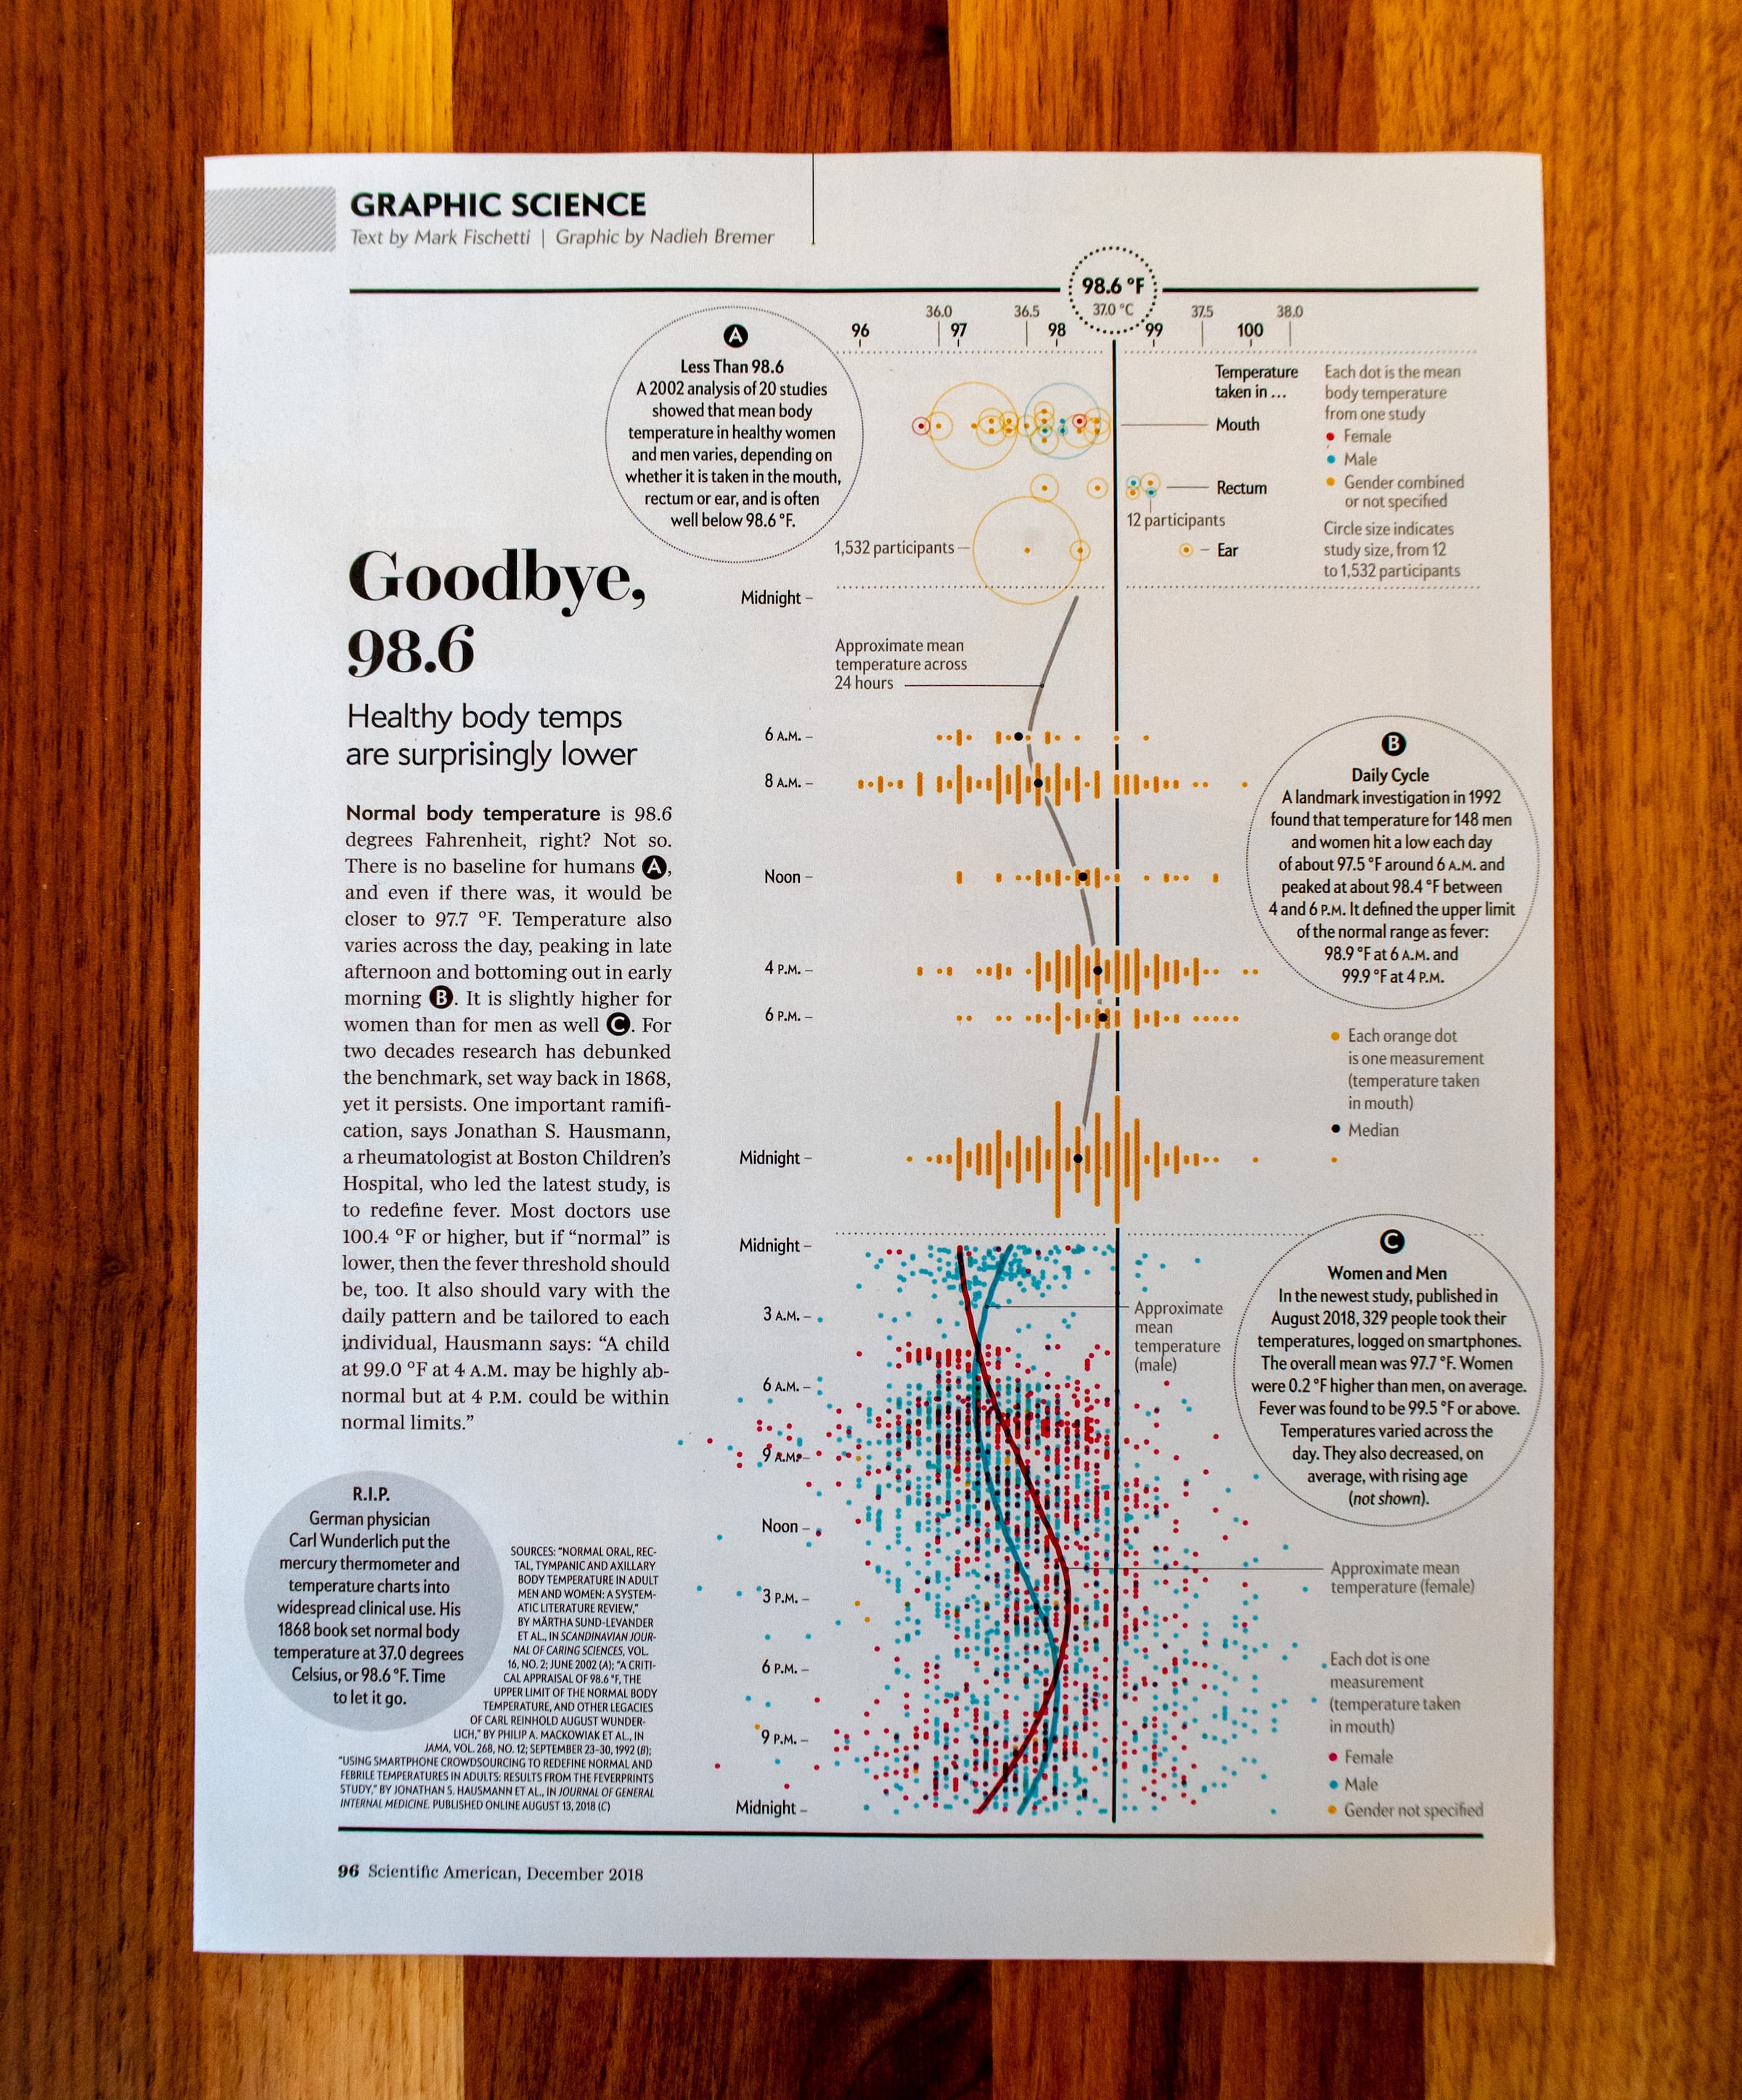 GRAPHIC SCIENCE
Text by Mark Fischetti | Graphic by Nadieh Bremer
98.6 °F
37.0 °C
36.0
36.5
37.5
38.0
96
97
98
99
100
A
Less Than 98.6
A 2002 analysis of 20 studies
showed that mean body
temperature in healthy women
and men varies, depending on
whether it is taken in the mouth,
rectum or ear, and is often
well below 98.6 °F.
Temperature
taken in ...
Mouth
Rectum
12 participants
1,532 participants
Ear
Each dot is the mean
body temperature
from one study
Female
Male
Gender combined
or not specified
Circle size indicates
study size, from 12
to 1,532 participants
Goodbye,
98.6
Healthy body temps
are surprisingly lower
Normal body temperature is 98.6
degrees Fahrenheit, right? Not so.
There is no baseline for humans A,
and even if there was, it would be
closer to 97.7 °F. Temperature also
varies across the day, peaking in late
afternoon and bottoming out in early
morning B. It is slightly higher for
women than for men as well C. For
two decades research has debunked
the benchmark, set way back in 1868,
yet it persists. One important ramifi-
cation, says Jonathan S. Hausmann,
a rheumatologist at Boston Children's
Hospital, who led the latest study, is
to redefine fever. Most doctors use
100.4 °F or higher, but if "normal" is
lower, then the fever threshold should
be, too. It also should vary with the
daily pattern and be tailored to each
individual, Hausmann says: "A child
at 99.0 °F at 4 A.M. may be highly ab-
normal but at 4 P.M. could be within
normal limits."
Midnight
Approximate mean
temperature across
24 hours
6 A.M.
8 A.M.
Noon
4 P.M.
6 P.M.
Midnight
B
Daily Cycle
A landmark investigation in 1992
found that temperature for 148 men
and women hit a low each day
of about 97.5 °F around 6 A.M. and
peaked at about 98.4 °F between
4 and 6 P.M. It defined the upper limit
of the normal range as fever:
98.9 °F at 6 A.M. and
99.9 °F at 4 P.M.
Each orange dot
is one measurement
(temperature taken
in mouth)
Median
Midnight
3 A.M.
6 A.M.
9 A.M.
Noon
3 P.M.
6 P.M.
9 P.M.
Midnight
Approximate
mean
temperature
(male)
C
Women and Men
In the newest study, published in
August 2018, 329 people took their
temperatures, logged on smartphones.
The overall mean was 97.7 °F. Women
were 0.2 °F higher than men, on average.
Fever was found to be 99.5 °F or above.
Temperatures varied across the
day. They also decreased, on
average, with rising age
(not shown).
Approximate mean
temperature (female)
Each dot is one
measurement
(temperature taken
in mouth)
Female
Male
Gender not specified
R.I.P.
German physician
Carl Wunderlich put the
mercury thermometer and
temperature charts into
widespread clinical use. His
1868 book set normal body
temperature at 37.0 degrees
Celsius, or 98.6 °F. Time
to let it go.
SOURCES: "NORMAL ORAL, REC-
TAL, TYMPANIC AND AXILLARY
BODY TEMPERATURE IN ADULT
MEN AND WOMEN: A SYSTEM-
ATIC LITERATURE REVIEW,"
BY MÄRTHA SUND-LEVANDER
ET AL., IN SCANDINAVIAN JOUR-
NAL OF CARING SCIENCES, VOL.
16, NO. 2; JUNE 2002 (A); "A CRITI-
CAL APPRAISAL OF 98.6 °F, THE
UPPER LIMIT OF THE NORMAL BODY
TEMPERATURE, AND OTHER LEGACIES
OF CARL REINHOLD AUGUST WUNDER-
LICH," BY PHILIP A. MACKOWIAK ET AL., IN
JAMA, VOL. 268, NO. 12; SEPTEMBER 23–30, 1992 (B);
"USING SMARTPHONE CROWDSOURCING TO REDEFINE NORMAL AND
FEBRILE TEMPERATURES IN ADULTS: RESULTS FROM THE FEVERPRINTS
STUDY," BY JONATHAN S. HAUSMANN ET AL., IN JOURNAL OF GENERAL
INTERNAL MEDICINE. PUBLISHED ONLINE AUGUST 13, 2018 (C)
96 Scientific American, December 2018